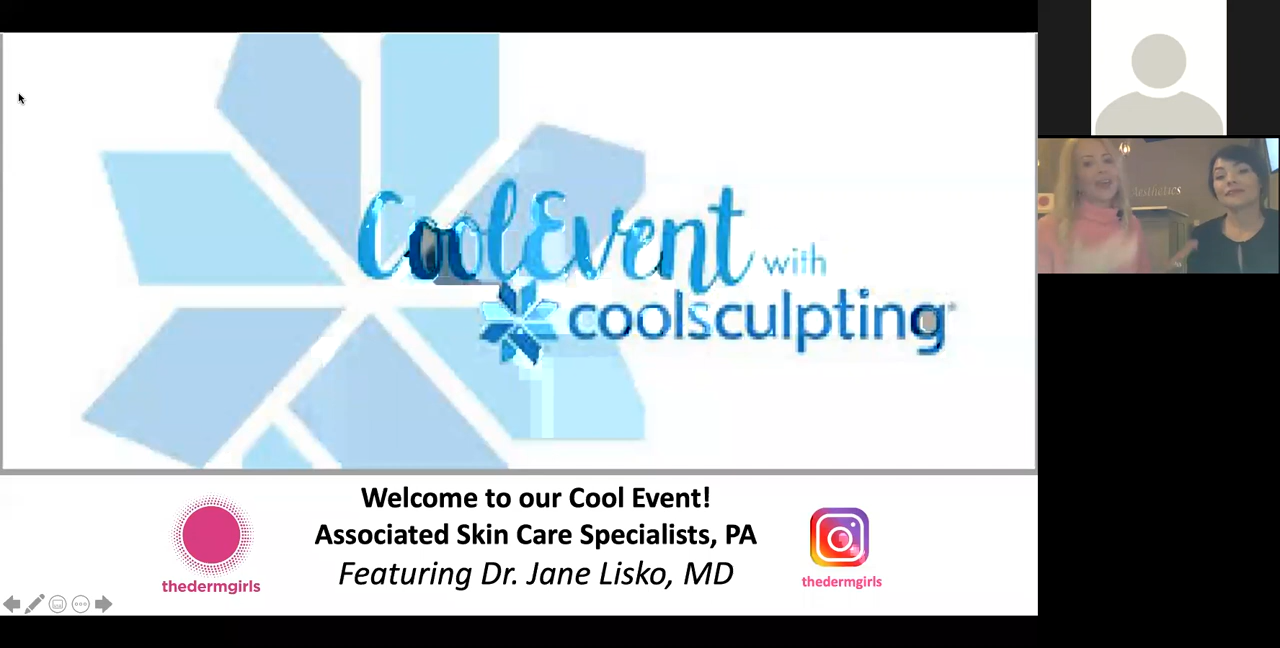 CoolEvent with
coolsculpting
Welcome to our Cool Event!
Associated Skin Care Specialists, PA
Featuring Dr. Jane Lisko, MD
thedermgirls
thedermgirls
Aesthetics